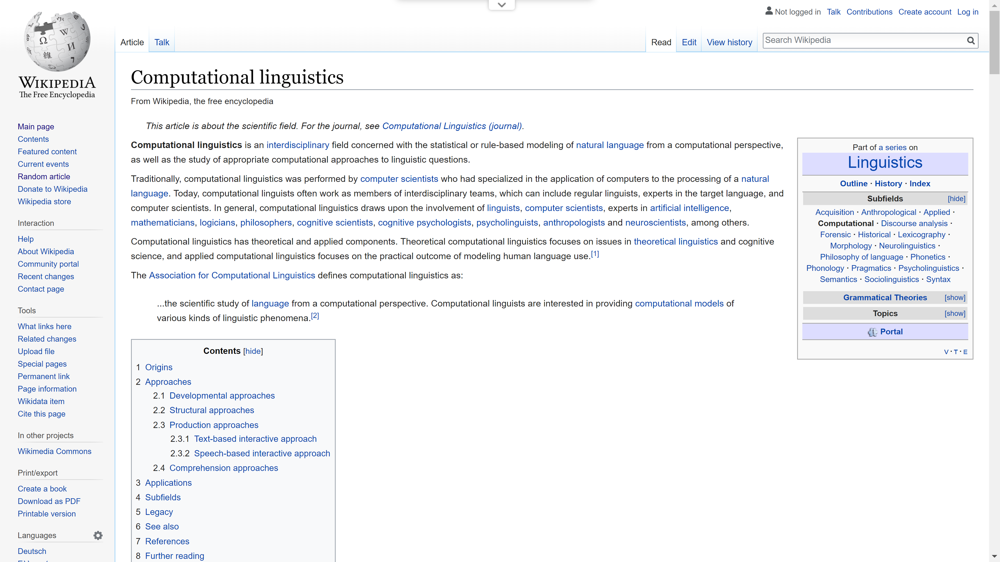 Not logged in Talk Contributions Create account Log in
Article Talk Read Edit View history Search Wikipedia
WIKIPEDIA
The Free Encyclopedia
Main page
Contents
Featured content
Current events
Random article
Donate to Wikipedia
Wikipedia store
Interaction
Help
About Wikipedia
Community portal
Recent changes
Contact page
Tools
What links here
Related changes
Upload file
Special pages
Permanent link
Page information
Wikidata item
Cite this page
In other projects
Wikimedia Commons
Print/export
Create a book
Download as PDF
Printable version
Languages
Deutsch
Computational linguistics
From Wikipedia, the free encyclopedia
This article is about the scientific field. For the journal, see Computational Linguistics (journal).
Computational linguistics is an interdisciplinary field concerned with the statistical or rule-based modeling of natural language from a computational perspective,
as well as the study of appropriate computational approaches to linguistic questions.
Traditionally, computational linguistics was performed by computer scientists who had specialized in the application of computers to the processing of a natural
language. Today, computational linguists often work as members of interdisciplinary teams, which can include regular linguists, experts in the target language, and
computer scientists. In general, computational linguistics draws upon the involvement of linguists, computer scientists, experts in artificial intelligence,
mathematicians, logicians, philosophers, cognitive scientists, cognitive psychologists, psycholinguists, anthropologists and neuroscientists, among others.
Computational linguistics has theoretical and applied components. Theoretical computational linguistics focuses on issues in theoretical linguistics and cognitive
science, and applied computational linguistics focuses on the practical outcome of modeling human language use.[1]
The Association for Computational Linguistics defines computational linguistics as:
...the scientific study of language from a computational perspective. Computational linguists are interested in providing computational models of
various kinds of linguistic phenomena.[2]
Contents [hide]
1 Origins
2 Approaches
2.1 Developmental approaches
2.2 Structural approaches
2.3 Production approaches
2.3.1 Text-based interactive approach
2.3.2 Speech-based interactive approach
2.4 Comprehension approaches
3 Applications
4 Subfields
5 Legacy
6 See also
7 References
8 Further reading
Part of a series on
Linguistics
Outline · History · Index
Subfields [hide]
Acquisition · Anthropological · Applied ·
Computational · Discourse analysis ·
Forensic · Historical · Lexicography ·
Morphology · Neurolinguistics ·
Philosophy of language · Phonetics ·
Phonology · Pragmatics · Psycholinguistics ·
Semantics · Sociolinguistics · Syntax
Grammatical Theories [show]
Topics [show]
Portal
V · T · E